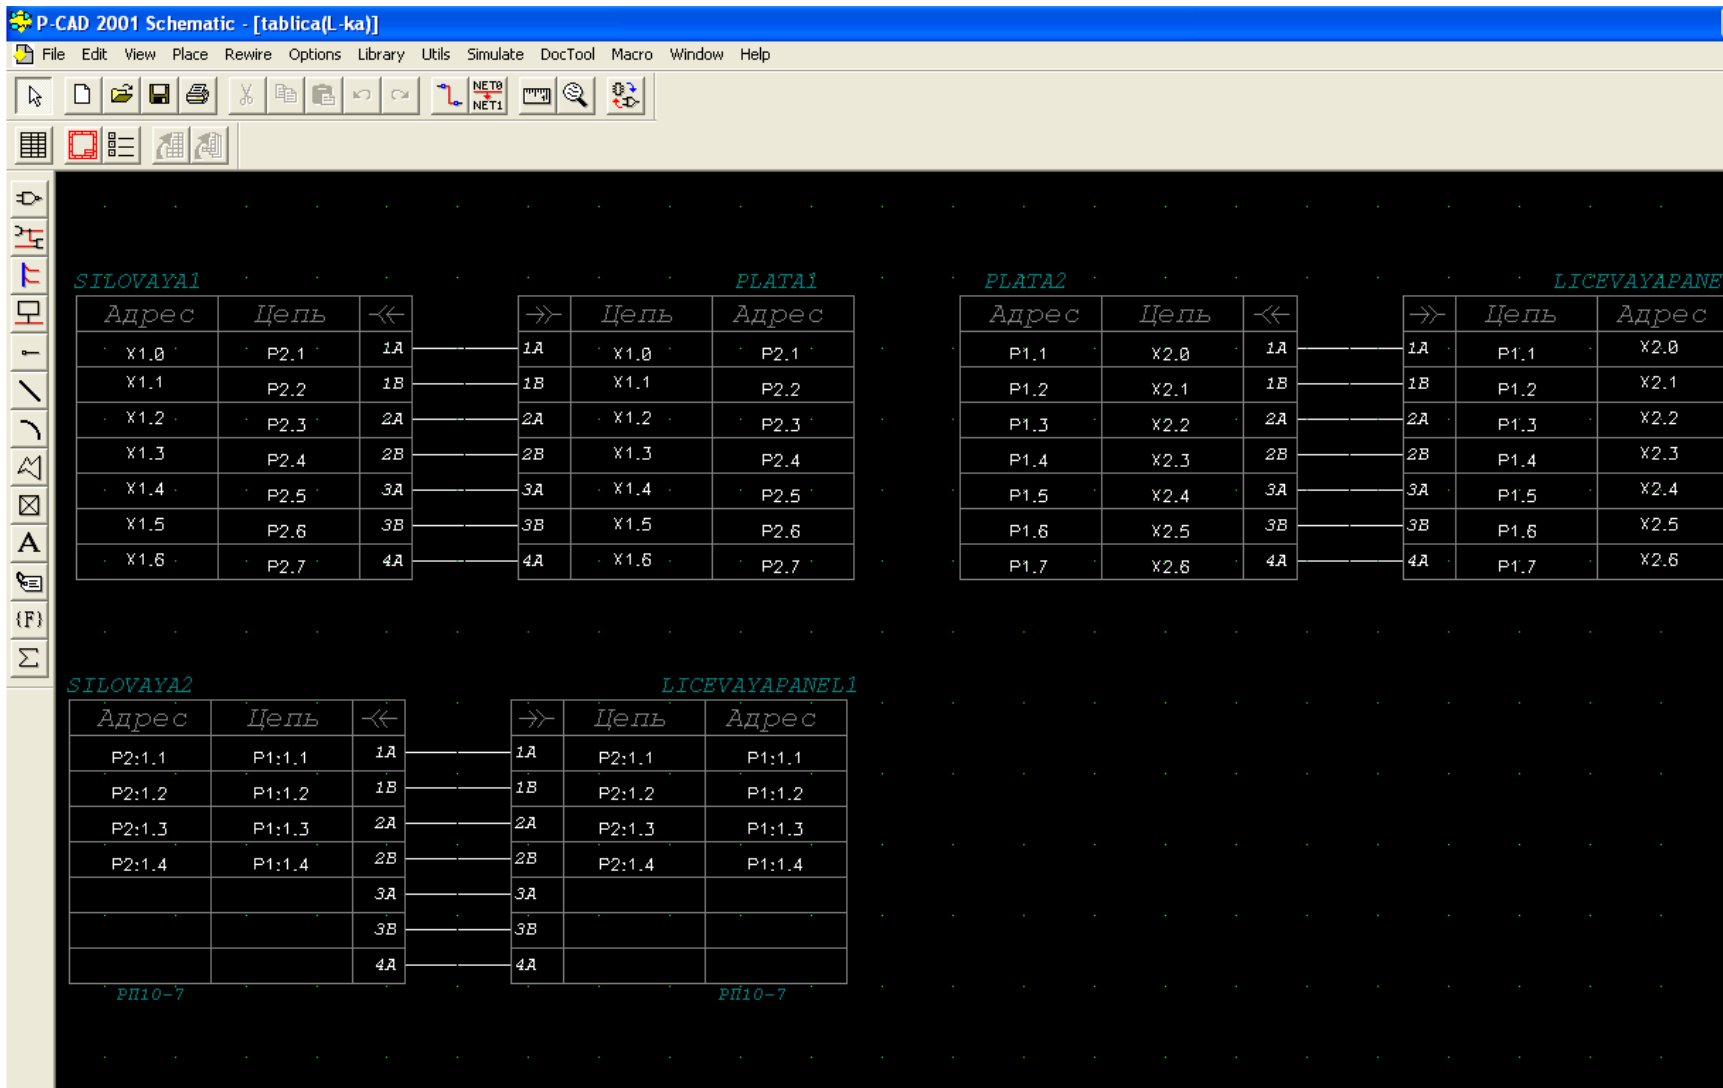 P-CAD 2001 Schematic - [tablica(L-ka)]
File Edit View Place Rewire Options Library Utils Simulate DocTool Macro Window Help
NET0
NET1
A
{F}
Σ
SILOVAYA1 PLATA1 PLATA2 LICEVAYAPANE
Адрес Цепь Цепь Адрес Адрес Цепь Цепь Адрес
X1.0 P2.1 1A 1A X1.0 P2.1 P1.1 X2.0 1A 1A P1.1 X2.0
X1.1 P2.2 1B 1B X1.1 P2.2 P1.2 X2.1 1B 1B P1.2 X2.1
X1.2 P2.3 2A 2A X1.2 P2.3 P1.3 X2.2 2A 2A P1.3 X2.2
X1.3 P2.4 2B 2B X1.3 P2.4 P1.4 X2.3 2B 2B P1.4 X2.3
X1.4 P2.5 3A 3A X1.4 P2.5 P1.5 X2.4 3A 3A P1.5 X2.4
X1.5 P2.6 3B 3B X1.5 P2.6 P1.6 X2.5 3B 3B P1.6 X2.5
X1.6 P2.7 4A 4A X1.6 P2.7 P1.7 X2.6 4A 4A P1.7 X2.6
SILOVAYA2 LICEVAYAPANEL1
Адрес Цепь Цепь Адрес
P2:1.1 P1:1.1 1A 1A P2:1.1 P1:1.1
P2:1.2 P1:1.2 1B 1B P2:1.2 P1:1.2
P2:1.3 P1:1.3 2A 2A P2:1.3 P1:1.3
P2:1.4 P1:1.4 2B 2B P2:1.4 P1:1.4
3A 3A
3B 3B
4A 4A
РП10-7 РП10-7